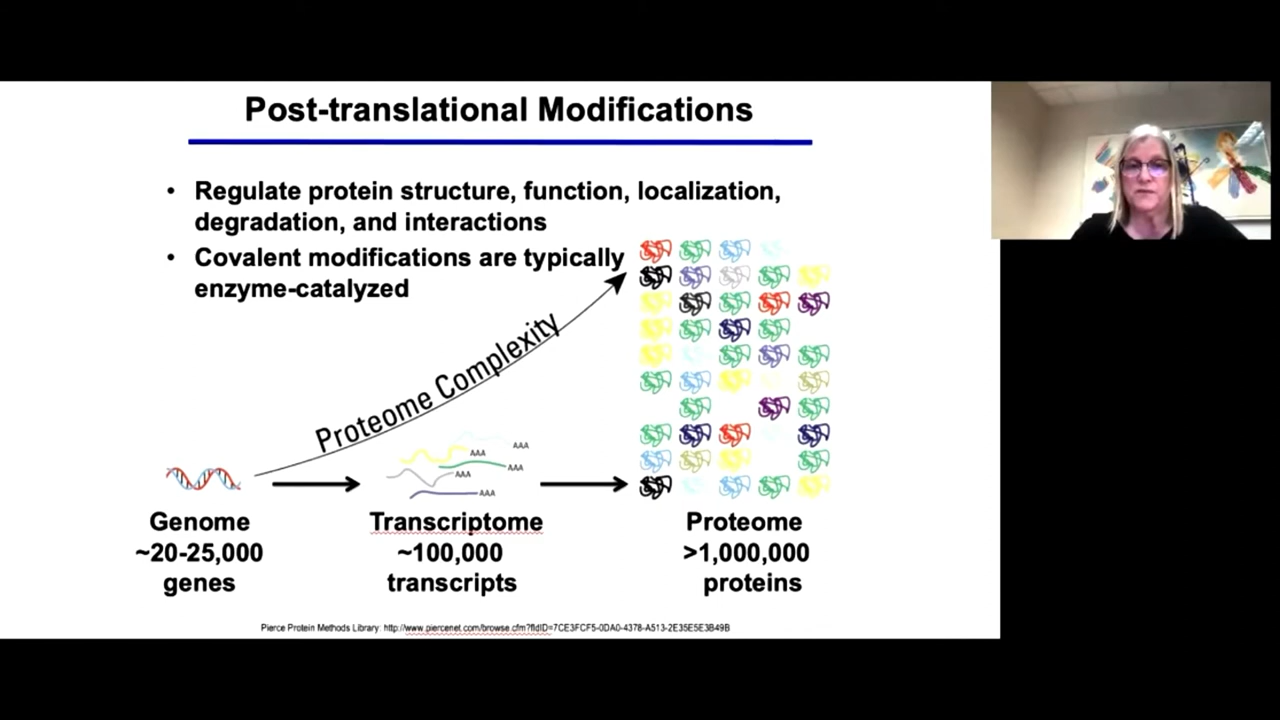 Post-translational Modifications
• Regulate protein structure, function, localization,
degradation, and interactions
• Covalent modifications are typically
enzyme-catalyzed
Proteome Complexity
AAA
AAA
AAA
AAA
AAA
Genome
~20-25,000
genes
Transcriptome
~100,000
transcripts
Proteome
>1,000,000
proteins
Pierce Protein Methods Library: http://www.piercenet.com/browse.cfm?fldID=7CE3FCF5-0DA0-4378-A513-2E35E5E3B49B